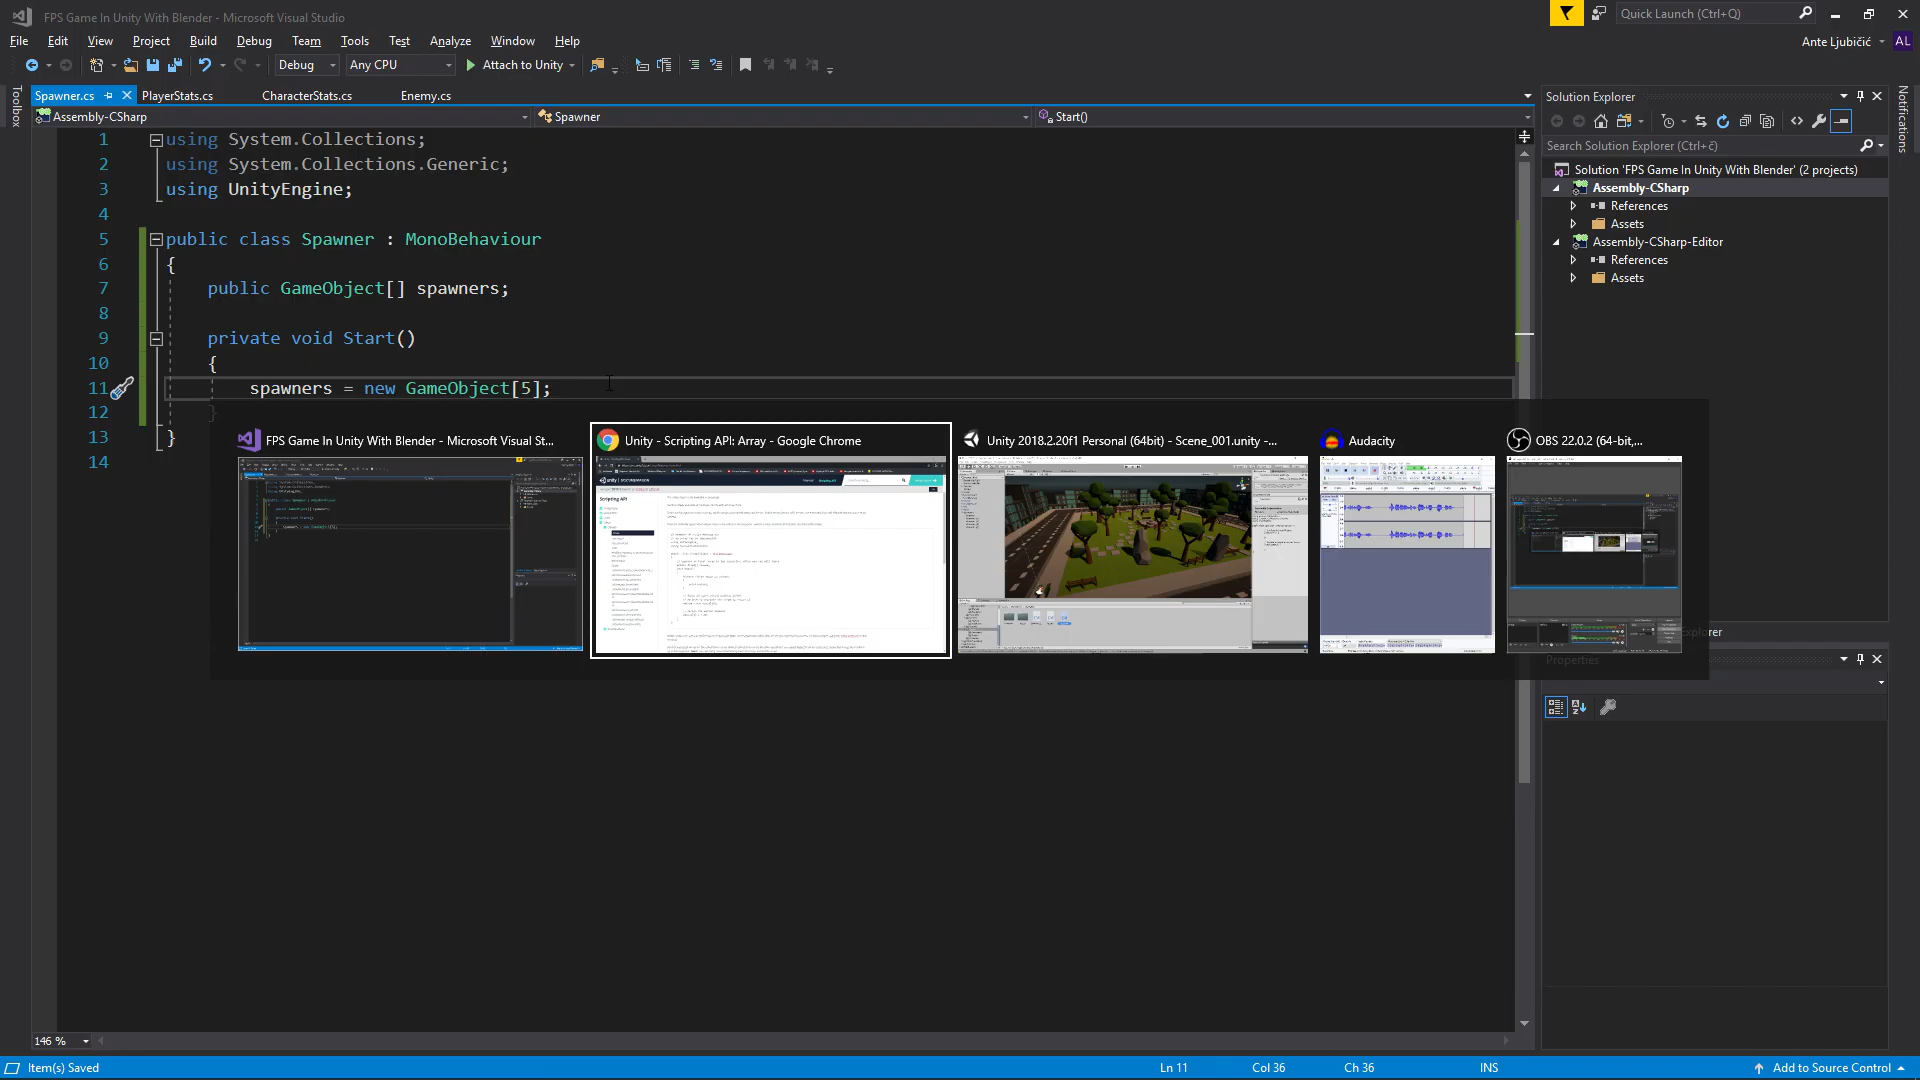 FPS Game In Unity With Blender - Microsoft Visual Studio
Quick Launch (Ctrl+Q)
File Edit View Project Build Debug Team Tools Test Analyze Window Help
Ante Ljubičić AL
Debug Any CPU Attach to Unity
Toolbox
Spawner.cs PlayerStats.cs CharacterStats.cs Enemy.cs
Assembly-CSharp Spawner Start()
1 using System.Collections;
2 using System.Collections.Generic;
3 using UnityEngine;
4
5 public class Spawner : MonoBehaviour
6 {
7 public GameObject[] spawners;
8
9 private void Start()
10 {
11 spawners = new GameObject[5];
12 }
13 }
14
Solution Explorer
Search Solution Explorer (Ctrl+č)
Solution 'FPS Game In Unity With Blender' (2 projects)
Assembly-CSharp
References
Assets
Assembly-CSharp-Editor
References
Assets
Notifications
FPS Game In Unity With Blender - Microsoft Visual St...
Unity - Scripting API: Array - Google Chrome
Unity 2018.2.20f1 Personal (64bit) - Scene_001.unity -...
Audacity
OBS 22.0.2 (64-bit,...
Scripting API
Explorer
Properties
146 %
Item(s) Saved
Ln 11 Col 36 Ch 36 INS
Add to Source Control